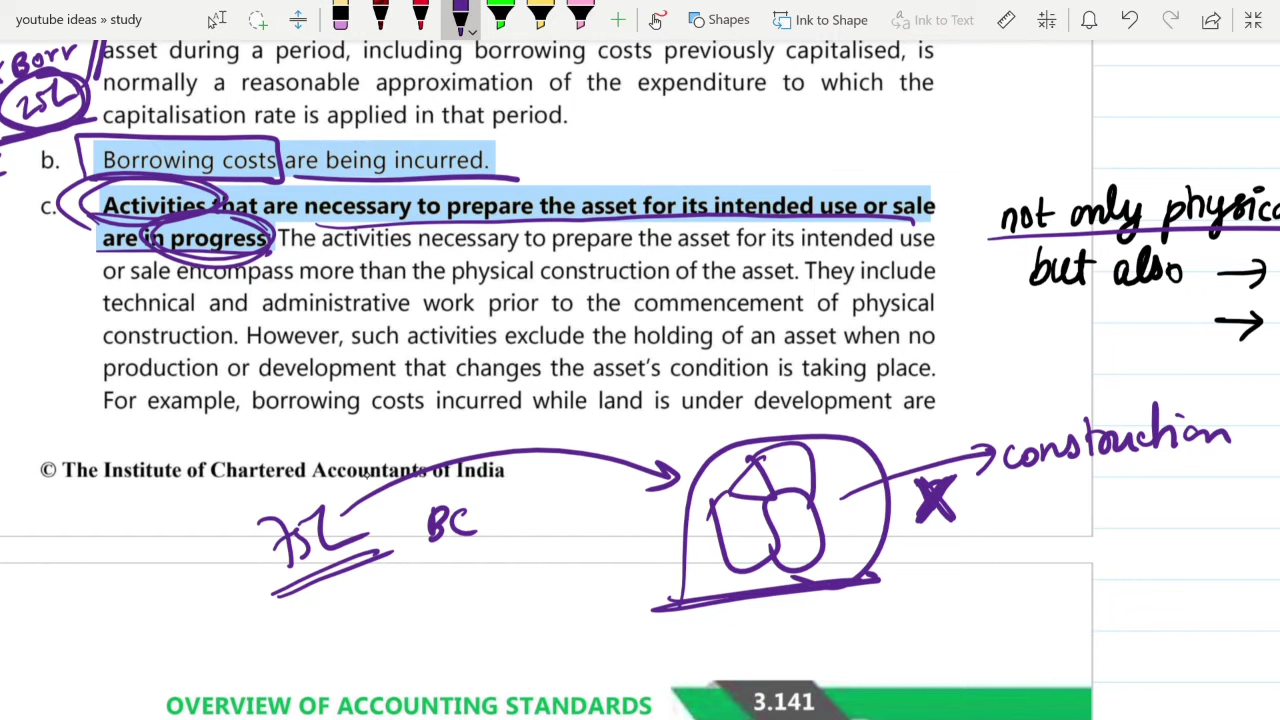 youtube ideas » study
Shapes
Ink to Shape
Ink to Text
Borr
25L
asset during a period, including borrowing costs previously capitalised, is
normally a reasonable approximation of the expenditure to which the
capitalisation rate is applied in that period.
b. Borrowing costs are being incurred.
c. Activities that are necessary to prepare the asset for its intended use or sale
are in progress. The activities necessary to prepare the asset for its intended use
or sale encompass more than the physical construction of the asset. They include
technical and administrative work prior to the commencement of physical
construction. However, such activities exclude the holding of an asset when no
production or development that changes the asset's condition is taking place.
For example, borrowing costs incurred while land is under development are
not only physica
but also →
→
© The Institute of Chartered Accountants of India
75L
BC
construction
OVERVIEW OF ACCOUNTING STANDARDS
3.141